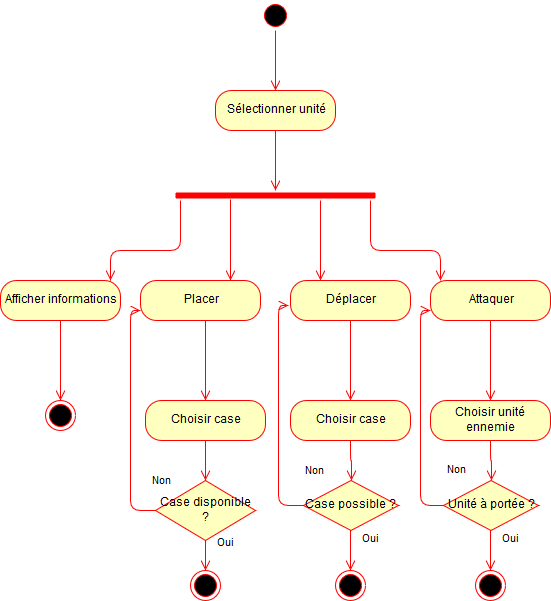 Sélectionner unité
Afficher informations
Placer
Déplacer
Attaquer
Choisir case
Choisir case
Choisir unité
ennemie
Non
Non
Non
Case disponible
?
Case possible ?
Unité à portée ?
Oui
Oui
Oui